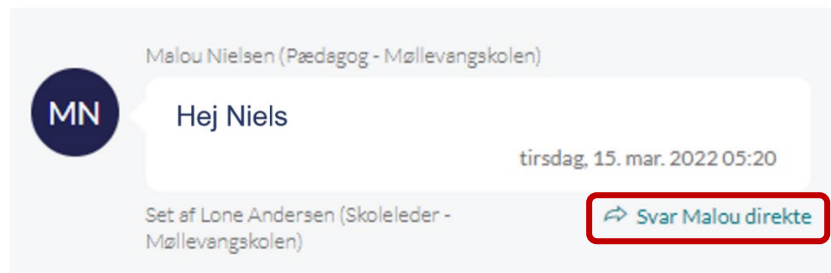 Malou Nielsen (Pædagog - Møllevangskolen)
MN
Hej Niels
tirsdag, 15. mar. 2022 05:20
Set af Lone Andersen (Skoleleder -
Møllevangskolen)
Svar Malou direkte